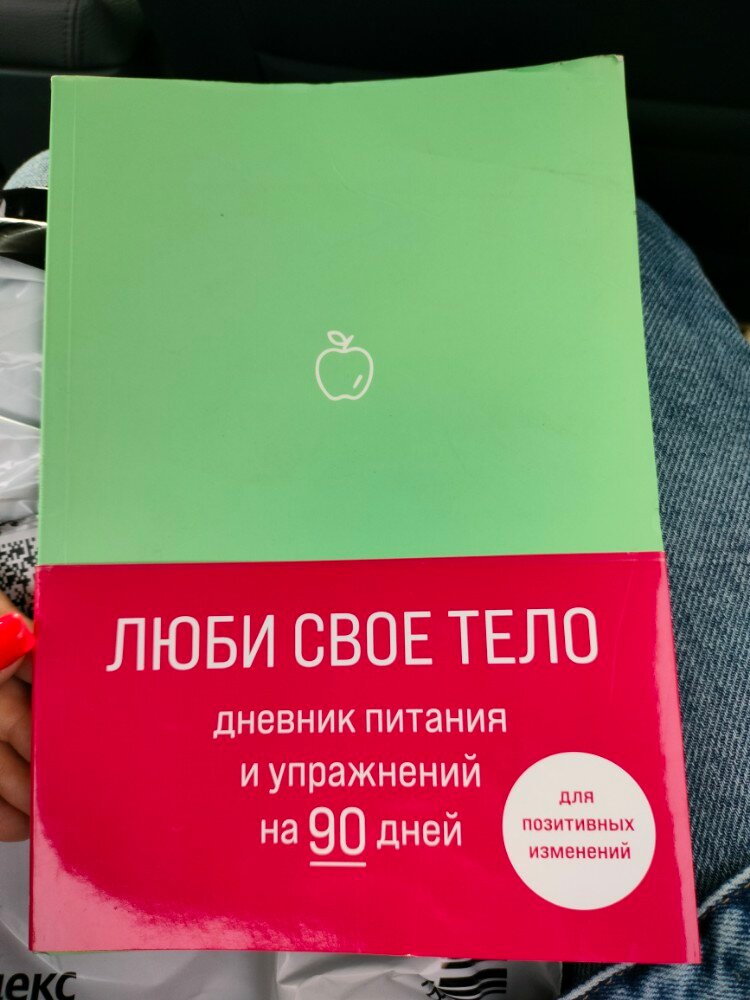 ЛЮБИ СВОЕ ТЕЛО
дневник питания
и упражнений
на 90 дней
для
позитивных
изменений